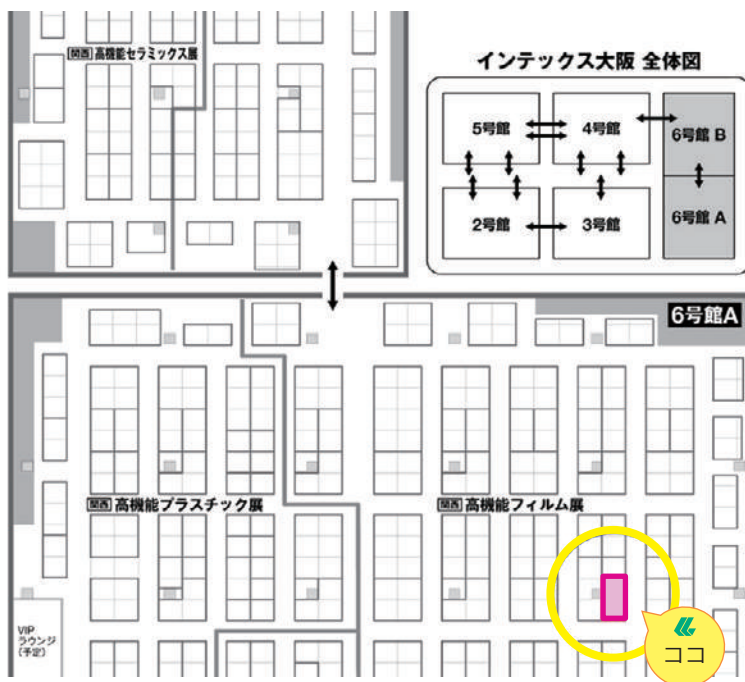 [関西]高機能セラミックス展
インテックス大阪 全体図
5号館
4号館
6号館 B
2号館
3号館
6号館 A
6号館A
[関西]高機能プラスチック展
[関西]高機能フィルム展
VIP
ラウンジ
(予定)
ココ